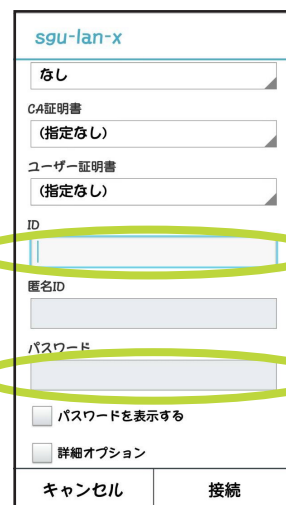 sgu-lan-x
なし
CA証明書
(指定なし)
ユーザー証明書
(指定なし)
ID
匿名ID
パスワード
パスワードを表示する
詳細オプション
キャンセル 接続